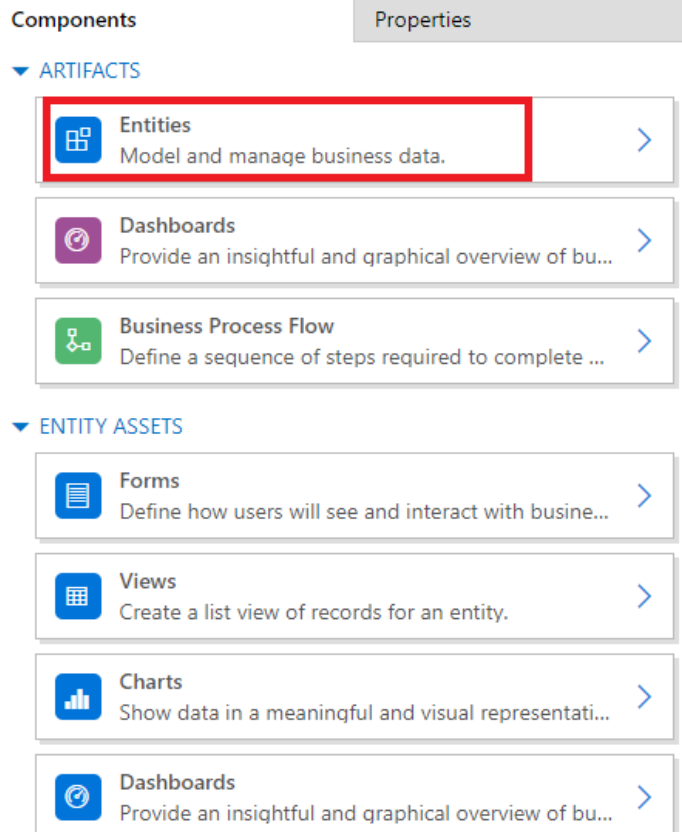 Components
Properties
ARTIFACTS
Entities
Model and manage business data.
Dashboards
Provide an insightful and graphical overview of bu...
Business Process Flow
Define a sequence of steps required to complete ...
ENTITY ASSETS
Forms
Define how users will see and interact with busine...
Views
Create a list view of records for an entity.
Charts
Show data in a meaningful and visual representati...
Dashboards
Provide an insightful and graphical overview of bu...